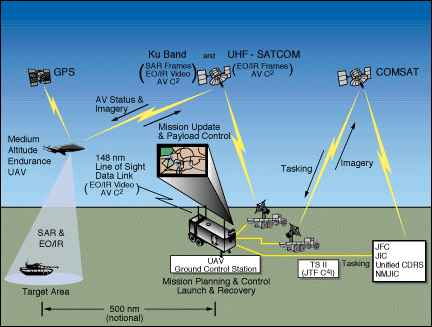 Ku Band and UHF - SATCOM
(SAR Frames
EO/IR Video
AV C²)
(EO/IR Frames
AV C²)
GPS
COMSAT
AV Status &
Imagery
Mission Update
& Payload Control
Medium
Altitude
Endurance
UAV
148 nm
Line of Sight
Data Link
(EO/IR Video
AV C²)
Tasking
Imagery
SAR &
EO/IR
Target Area
UAV
Ground Control Station
Mission Planning & Control
Launch & Recovery
TS II
(JTF C⁴I)
Tasking
JFC
JIC
Unified CDRS
NMJIC
500 nm
(notional)